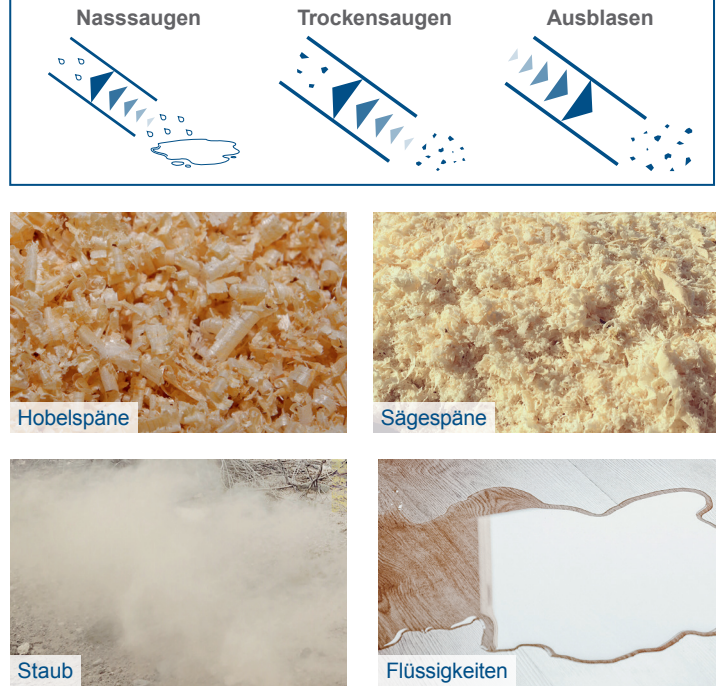 Nasssaugen
Trockensaugen
Ausblasen
Hobelspäne
Sägespäne
Staub
Flüssigkeiten